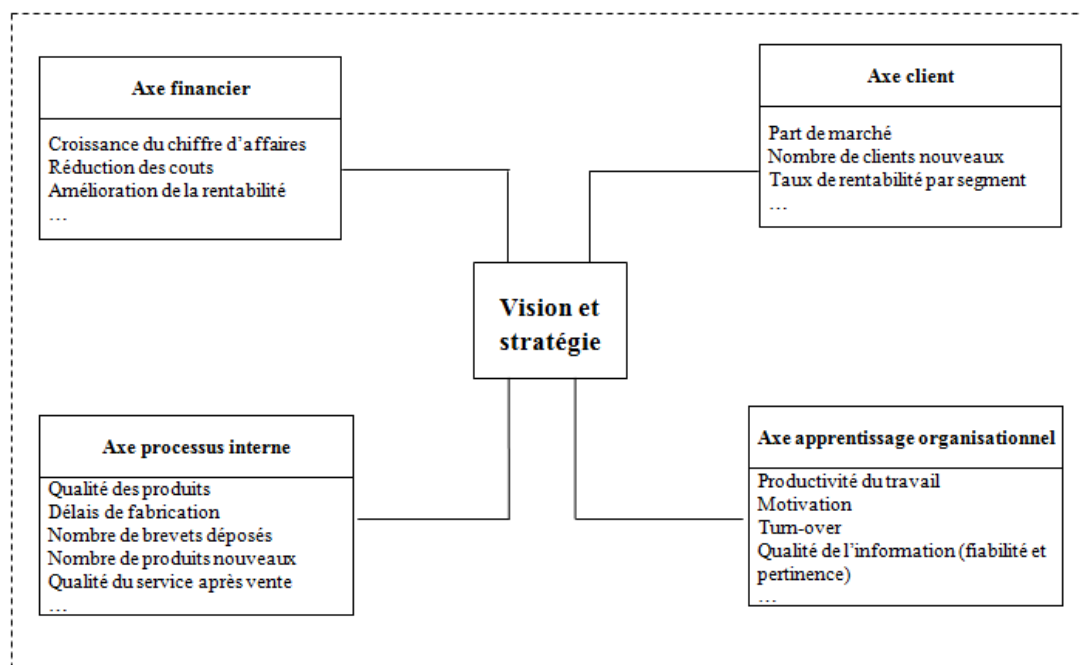 Axe financier
Croissance du chiffre d'affaires
Réduction des couts
Amélioration de la rentabilité
…
Axe client
Part de marché
Nombre de clients nouveaux
Taux de rentabilité par segment
…
Vision et
stratégie
Axe processus interne
Qualité des produits
Délais de fabrication
Nombre de brevets déposés
Nombre de produits nouveaux
Qualité du service après vente
…
Axe apprentissage organisationnel
Productivité du travail
Motivation
Turn-over
Qualité de l'information (fiabilité et
pertinence)
…